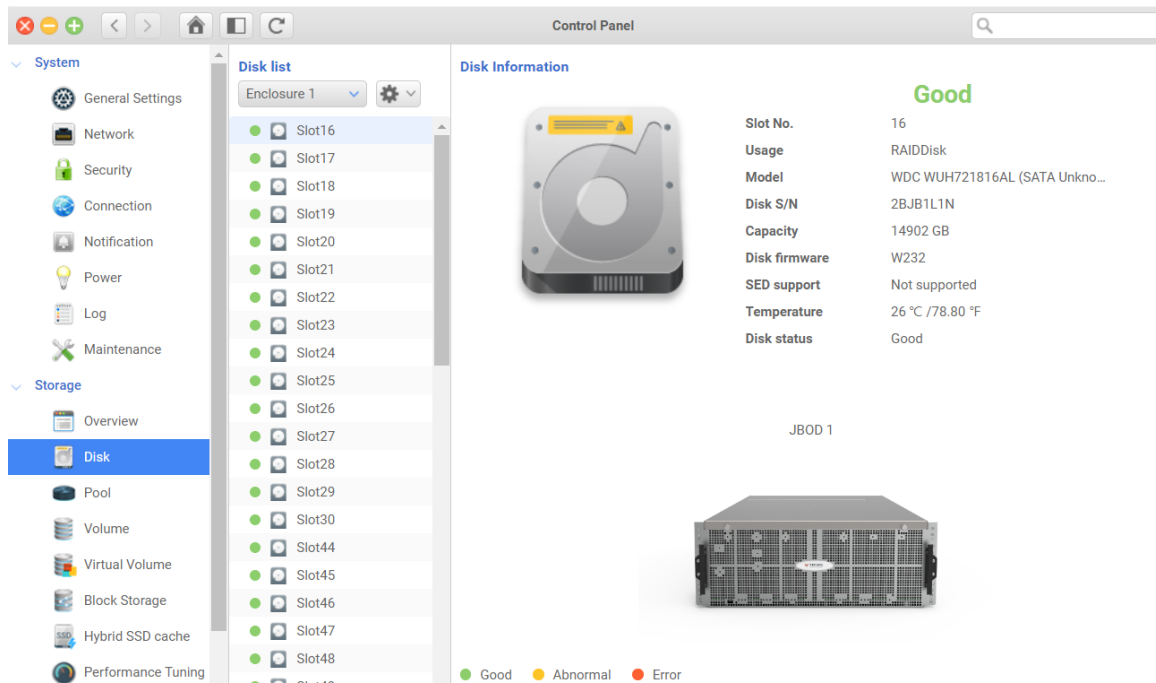 Control Panel
System
General Settings
Network
Security
Connection
Notification
Power
Log
Maintenance
Storage
Overview
Disk
Pool
Volume
Virtual Volume
Block Storage
Hybrid SSD cache
Performance Tuning
Disk list
Enclosure 1
Slot16
Slot17
Slot18
Slot19
Slot20
Slot21
Slot22
Slot23
Slot24
Slot25
Slot26
Slot27
Slot28
Slot29
Slot30
Slot44
Slot45
Slot46
Slot47
Slot48
Disk Information
Good
Slot No. 16
Usage RAIDDisk
Model WDC WUH721816AL (SATA Unkno...
Disk S/N 2BJB1L1N
Capacity 14902 GB
Disk firmware W232
SED support Not supported
Temperature 26 °C /78.80 °F
Disk status Good
JBOD 1
Good Abnormal Error